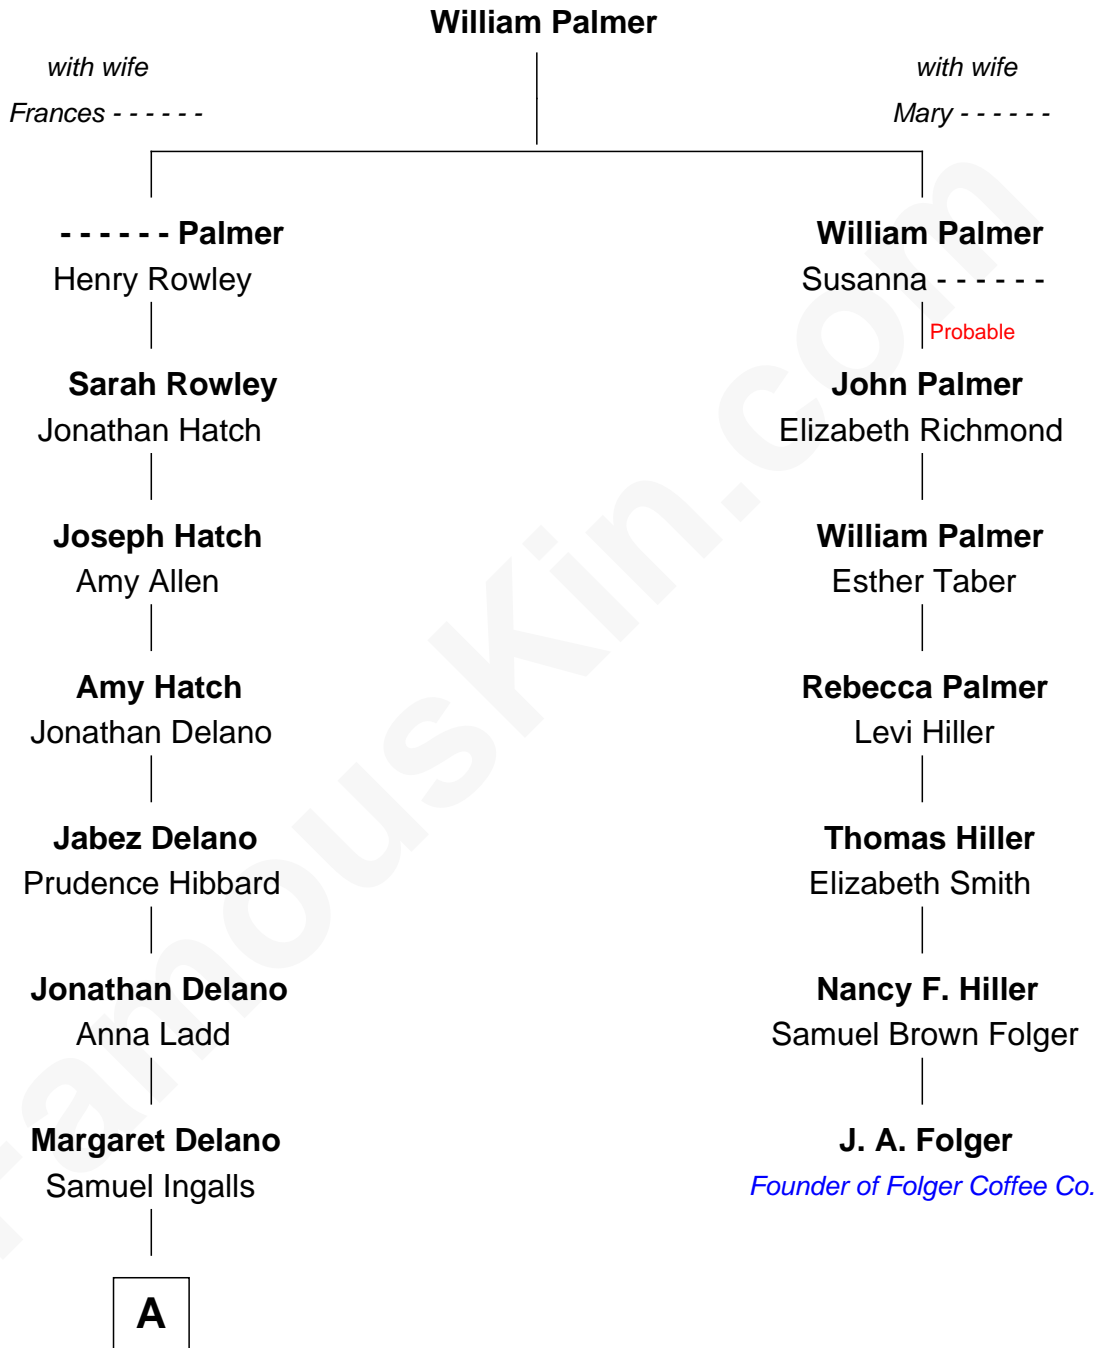 William Palmer
with wife
Frances - - - - - -
with wife
Mary - - - - - -
- - - - - - Palmer
Henry Rowley
William Palmer
Susanna - - - - - -
Probable
Sarah Rowley
Jonathan Hatch
John Palmer
Elizabeth Richmond
Joseph Hatch
Amy Allen
William Palmer
Esther Taber
Amy Hatch
Jonathan Delano
Rebecca Palmer
Levi Hiller
Jabez Delano
Prudence Hibbard
Thomas Hiller
Elizabeth Smith
Jonathan Delano
Anna Ladd
Nancy F. Hiller
Samuel Brown Folger
Margaret Delano
Samuel Ingalls
J. A. Folger
Founder of Folger Coffee Co.
A
FamousKin.com